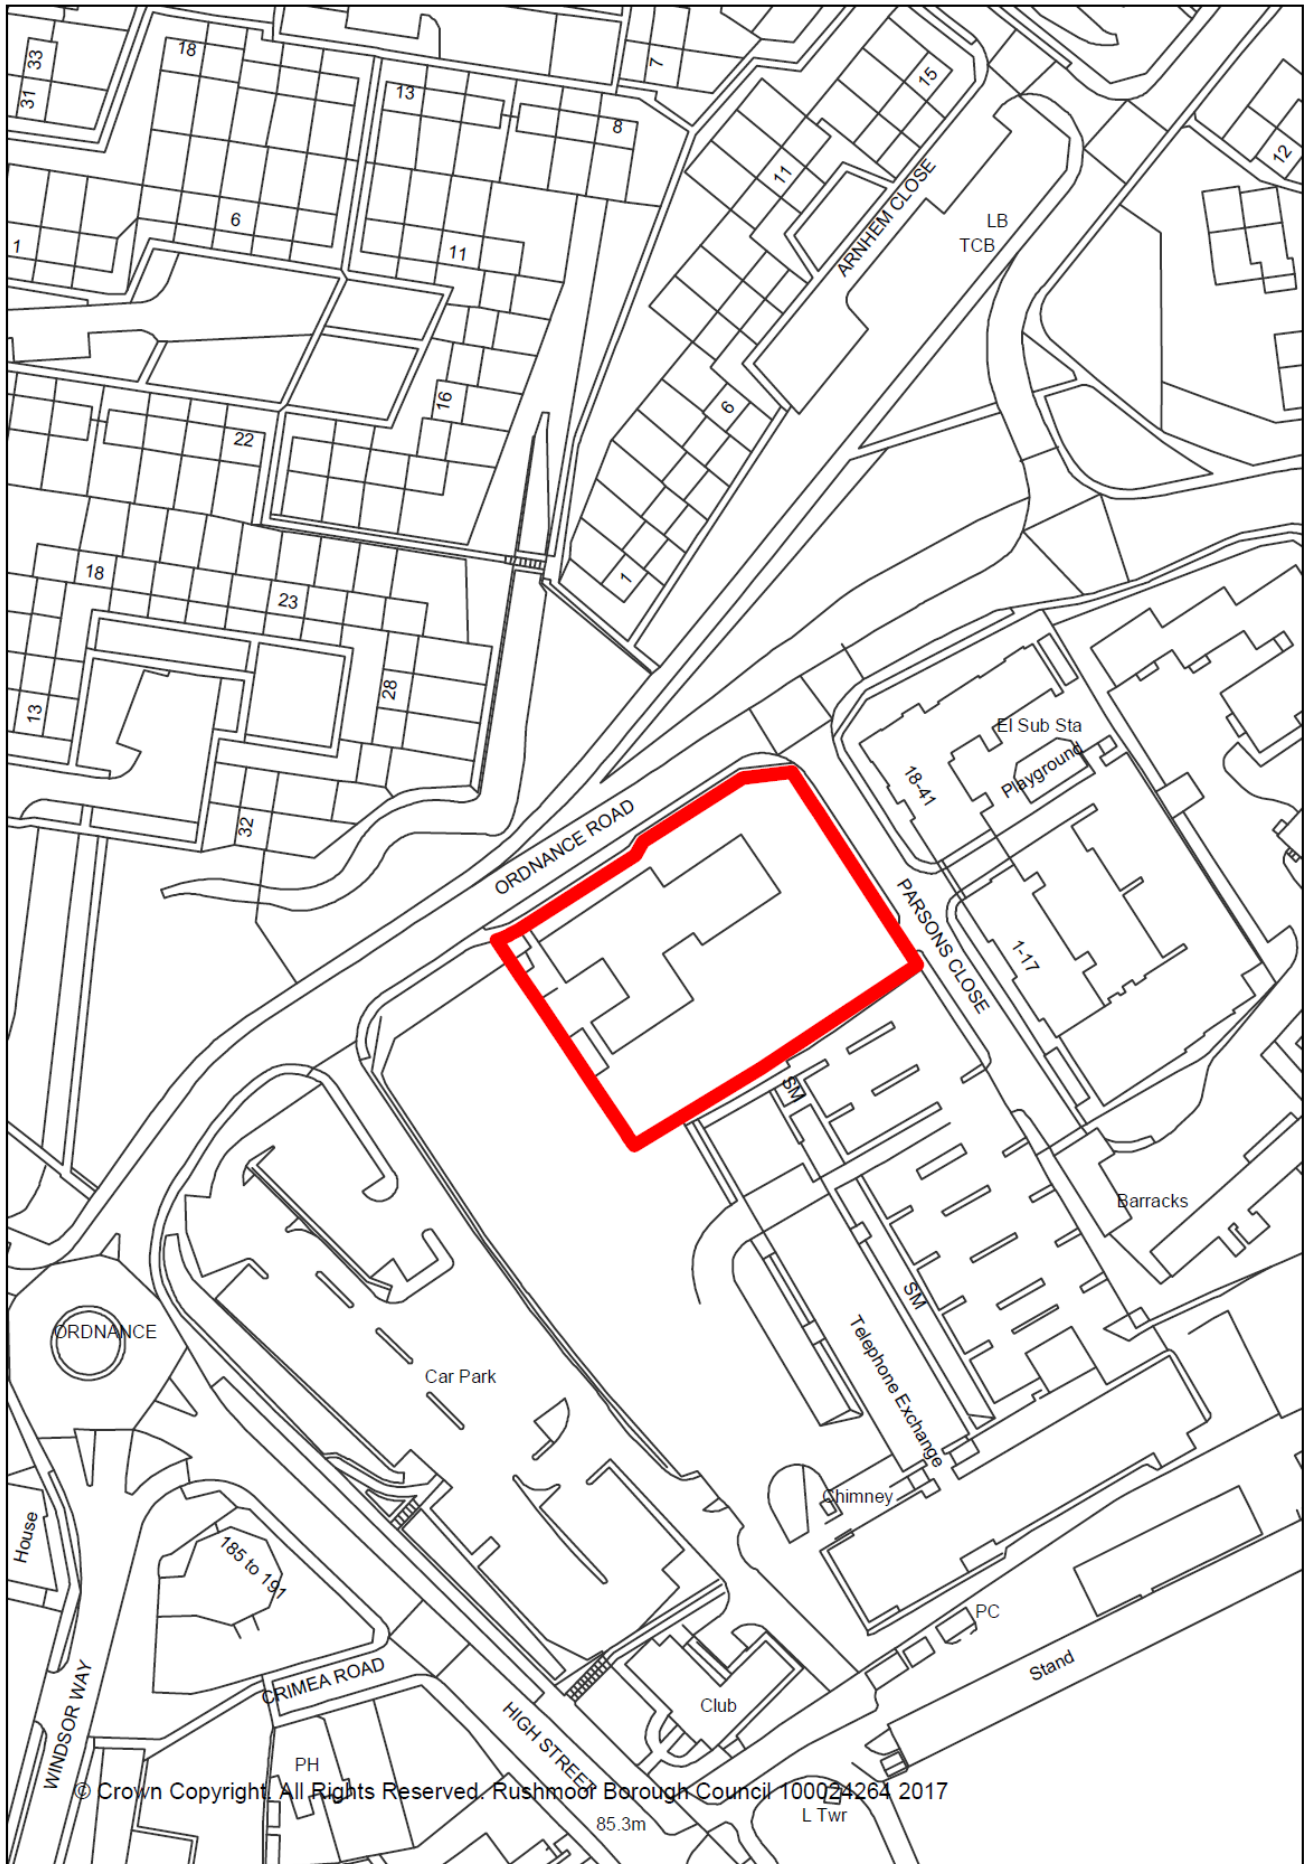 33
31
18
13
7
8
15
11
12
1
6
11
ARNHEM CLOSE
LB
TCB
16
6
22
1
18
23
13
28
32
El Sub Sta
Playground
18-41
ORDNANCE ROAD
PARSONS CLOSE
1-17
SM
Barracks
SM
ORDNANCE
Car Park
Telephone Exchange
Chimney
House
185 to 191
PC
Stand
CRIMEA ROAD
Club
WINDSOR WAY
HIGH STREET
PH
© Crown Copyright. All Rights Reserved. Rushmoor Borough Council 100024264 2017
L Twr
85.3m